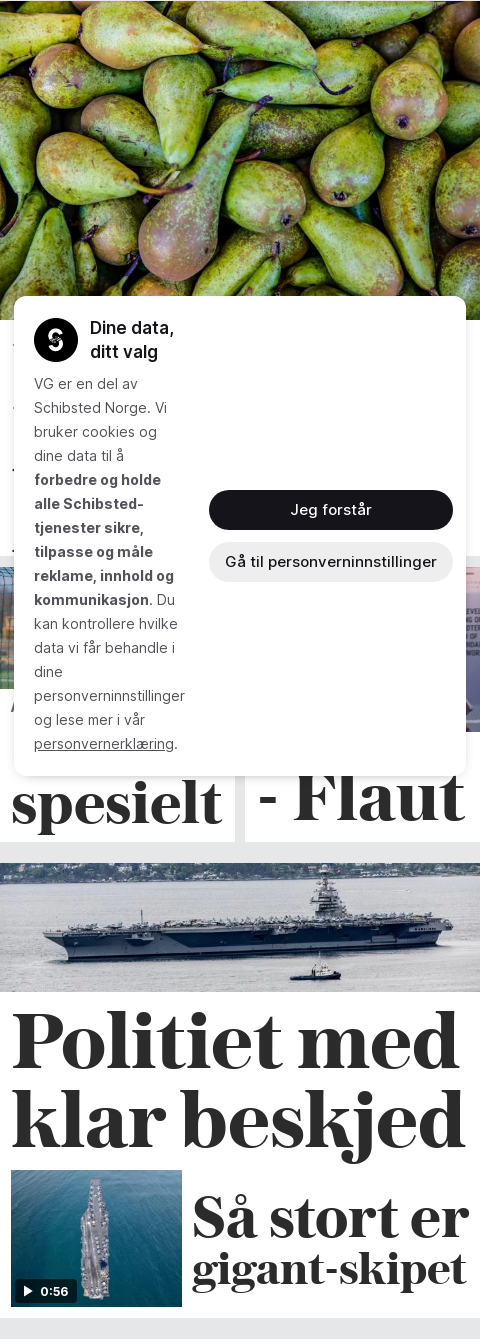 Dine data,
ditt valg
VG er en del av
Schibsted Norge. Vi
bruker cookies og
dine data til å
forbedre og holde
alle Schibsted-
tjenester sikre,
tilpasse og måle
reklame, innhold og
kommunikasjon. Du
kan kontrollere hvilke
data vi får behandle i
dine
personverninnstillinger
og lese mer i vår
personvernerklæring.
Jeg forstår
Gå til personverninnstillinger
spesielt
- Flaut
Politiet med
klar beskjed
0:56
Så stort er
gigant-skipet